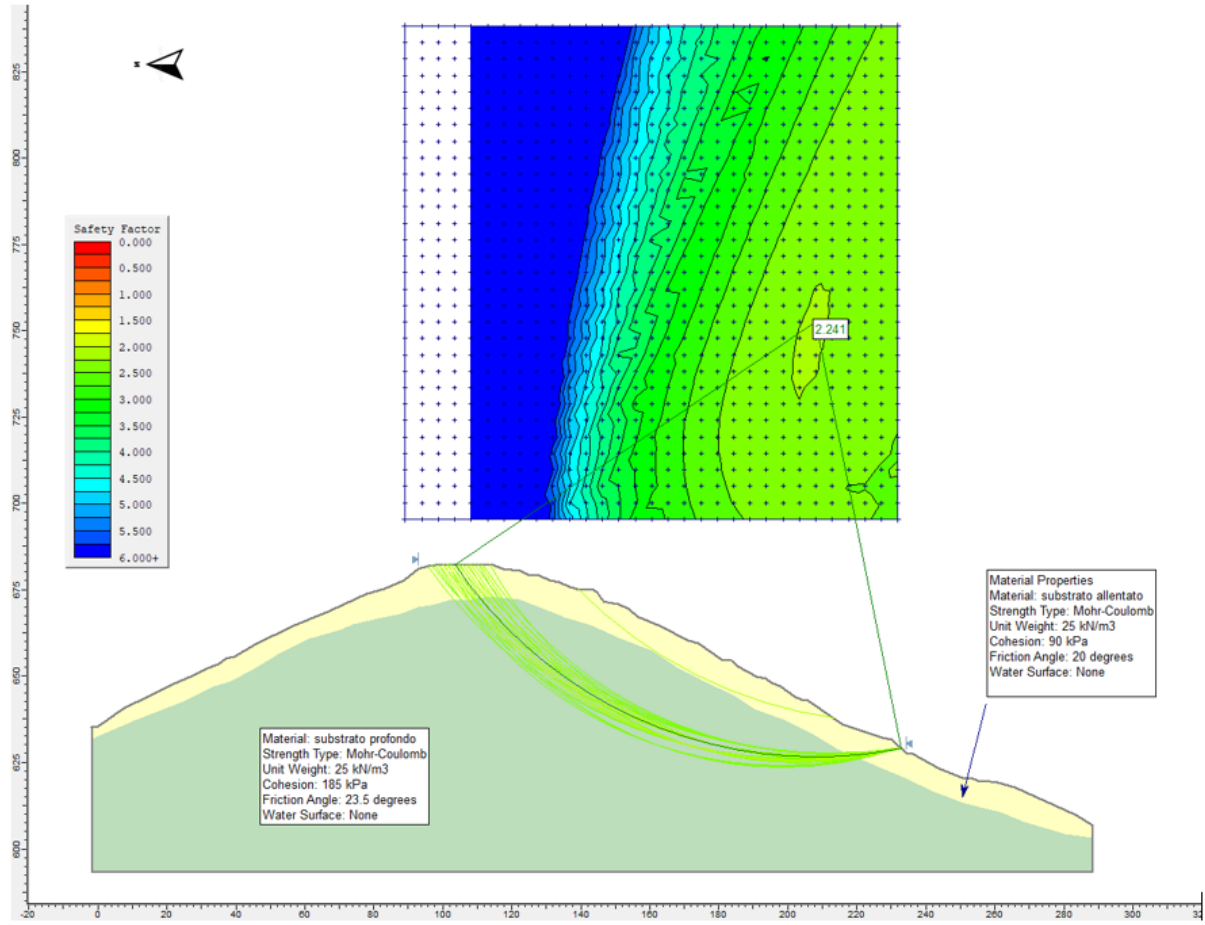 z
Safety Factor
0.000
0.500
1.000
1.500
2.000
2.500
3.000
3.500
4.000
4.500
5.000
5.500
6.000+
2.241
Material Properties
Material: substrato allentato
Strength Type: Mohr-Coulomb
Unit Weight: 25 kN/m3
Cohesion: 90 kPa
Friction Angle: 20 degrees
Water Surface: None
Material: substrato profondo
Strength Type: Mohr-Coulomb
Unit Weight: 25 kN/m3
Cohesion: 185 kPa
Friction Angle: 23.5 degrees
Water Surface: None
825
800
775
750
725
700
675
650
625
600
-20 0 20 40 60 80 100 120 140 160 180 200 220 240 260 280 300